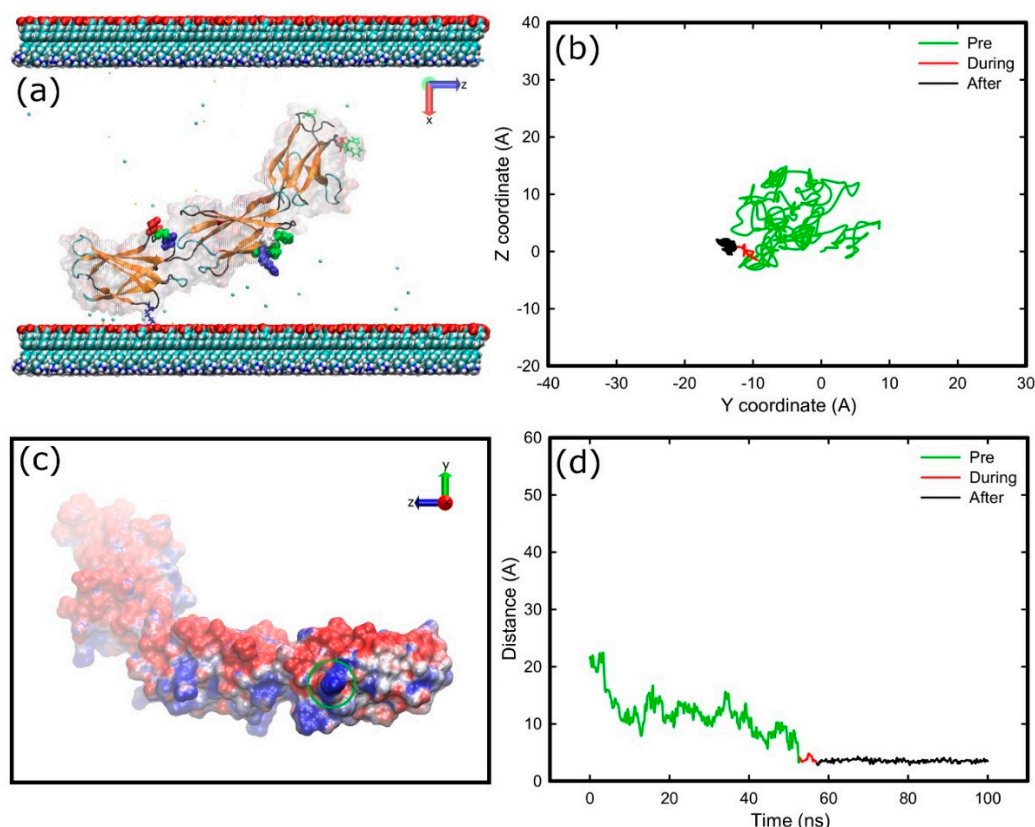 (a)
z
x
(b)
40
30
20
10
0
-10
-20
Z coordinate (A)
-40 -30 -20 -10 0 10 20 30
Y coordinate (A)
Pre
During
After
(c)
y
z
(d)
60
50
40
30
20
10
0
Distance (A)
0 20 40 60 80 100
Time (ns)
Pre
During
After